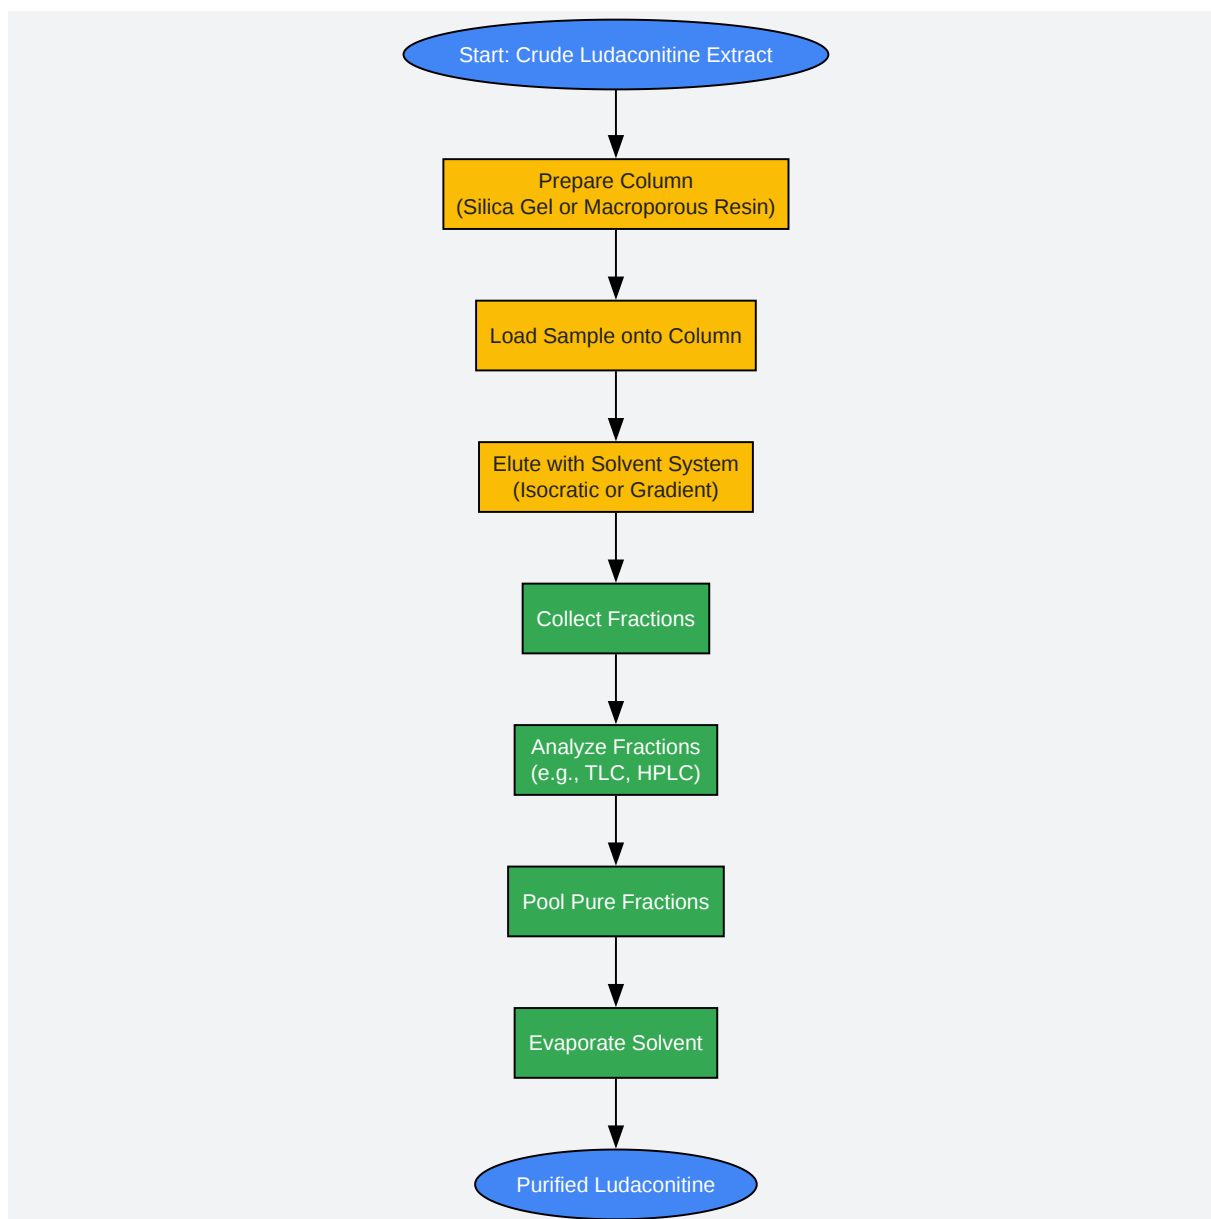 Start: Crude Ludaconitine Extract
Prepare Column
(Silica Gel or Macroporous Resin)
Load Sample onto Column
Elute with Solvent System
(Isocratic or Gradient)
Collect Fractions
Analyze Fractions
(e.g., TLC, HPLC)
Pool Pure Fractions
Evaporate Solvent
Purified Ludaconitine